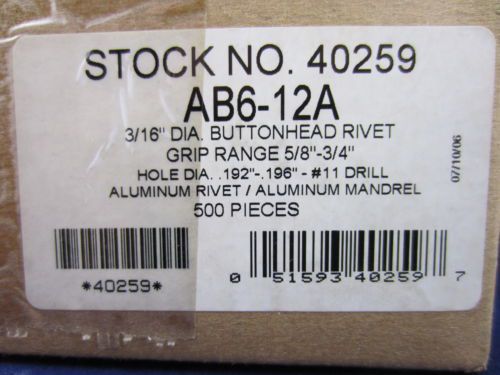 STOCK NO. 40259
AB6-12A
3/16" DIA. BUTTONHEAD RIVET
GRIP RANGE 5/8"-3/4"
HOLE DIA. .192"-.196" - #11 DRILL
ALUMINUM RIVET / ALUMINUM MANDREL
500 PIECES
07/10/06
*40259*
0 51593 40259 7